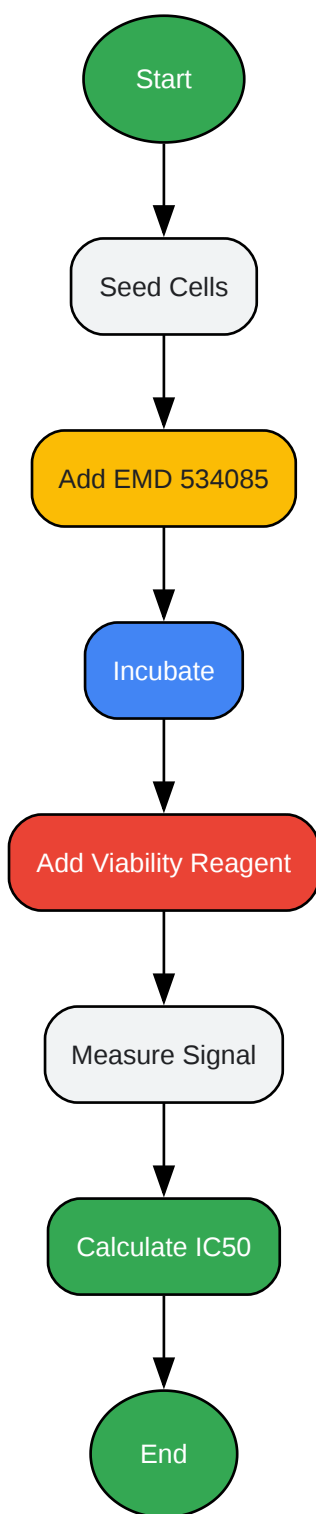 Start
Seed Cells
Add EMD 534085
Incubate
Add Viability Reagent
Measure Signal
Calculate IC50
End